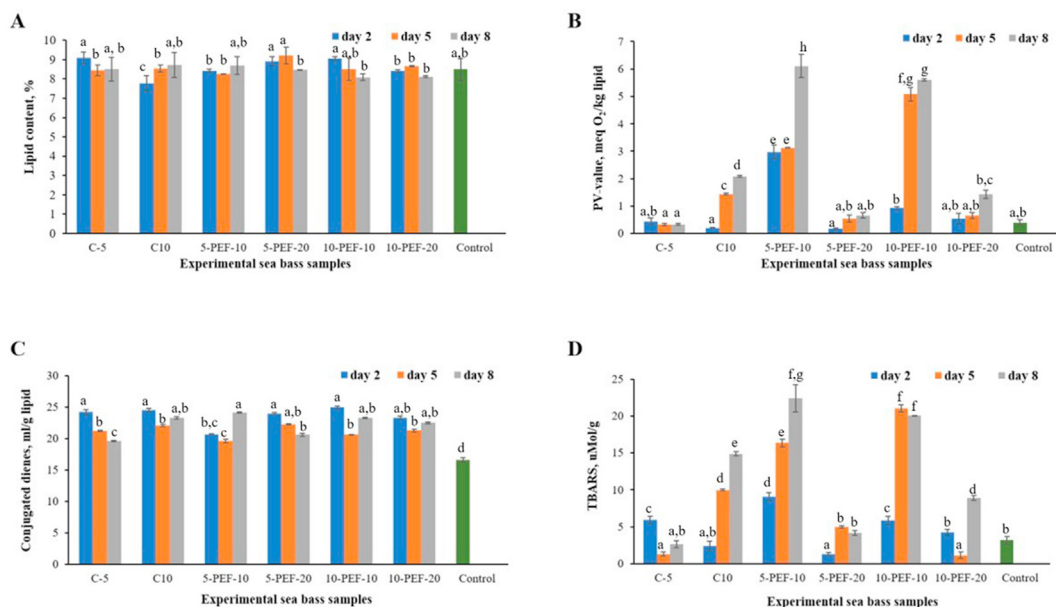 A
day 2 day 5 day 8
a b a, b c b a,b b b a,b a a b a a,b b b b b a,b
10
9
8
7
6
5
4
3
2
1
0
Lipid content, %
C-5 C10 5-PEF-10 5-PEF-20 10-PEF-10 10-PEF-20 Control
Experimental sea bass samples
B
day 2 day 5 day 8
a,b a a a c d e e h a a,b a,b b f,g g a,b a,b b,c a,b
7
6
5
4
3
2
1
0
PV-value, meq O₂/kg lipid
C-5 C10 5-PEF-10 5-PEF-20 10-PEF-10 10-PEF-20 Control
Experimental sea bass samples
C
day 2 day 5 day 8
a b c a b a,b b,c c a a a,b b a b a,b a,b b a,b d
30
25
20
15
10
5
0
Conjugated dienes, ml/g lipid
C-5 C10 5-PEF-10 5-PEF-20 10-PEF-10 10-PEF-20 Control
Experimental sea bass samples
D
day 2 day 5 day 8
c a a,b a,b d e c e f,g a b b c f f b a d b
25
20
15
10
5
0
TBARS, uMol/g
C-5 C10 5-PEF-10 5-PEF-20 10-PEF-10 10-PEF-20 Control
Experimental sea bass samples